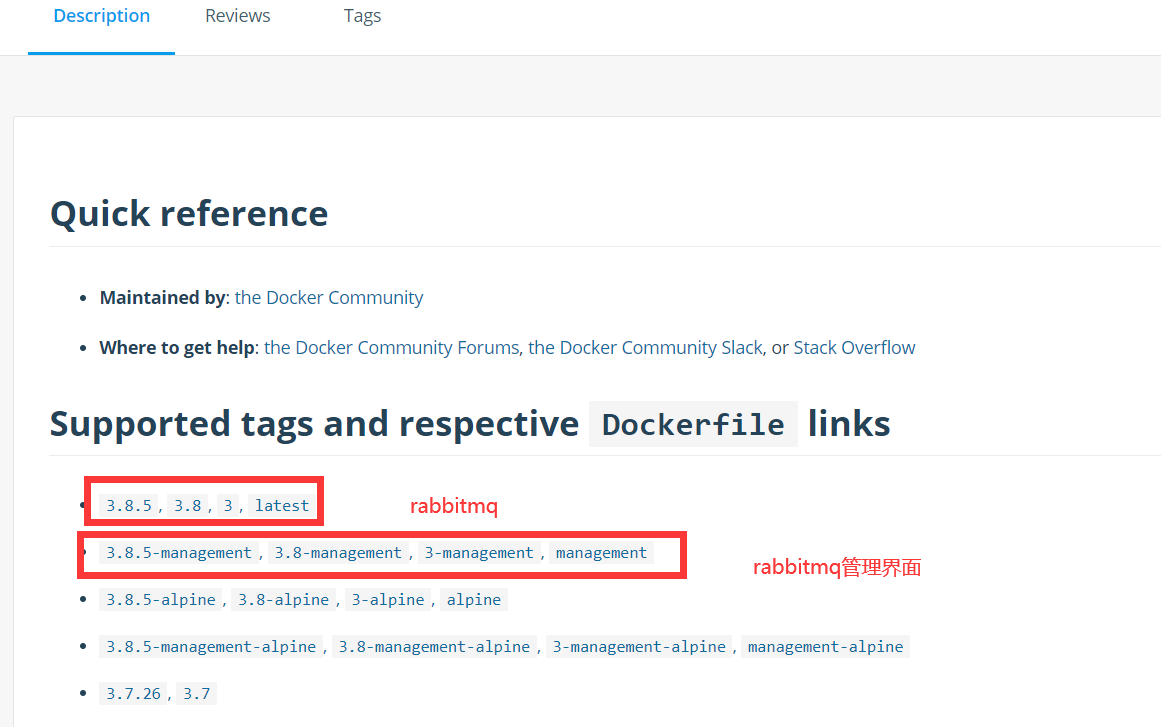 Description Reviews Tags
Quick reference
Maintained by: the Docker Community
Where to get help: the Docker Community Forums, the Docker Community Slack, or Stack Overflow
Supported tags and respective Dockerfile links
3.8.5, 3.8, 3, latest
rabbitmq
3.8.5-management, 3.8-management, 3-management, management
rabbitmq管理界面
3.8.5-alpine, 3.8-alpine, 3-alpine, alpine
3.8.5-management-alpine, 3.8-management-alpine, 3-management-alpine, management-alpine
3.7.26, 3.7